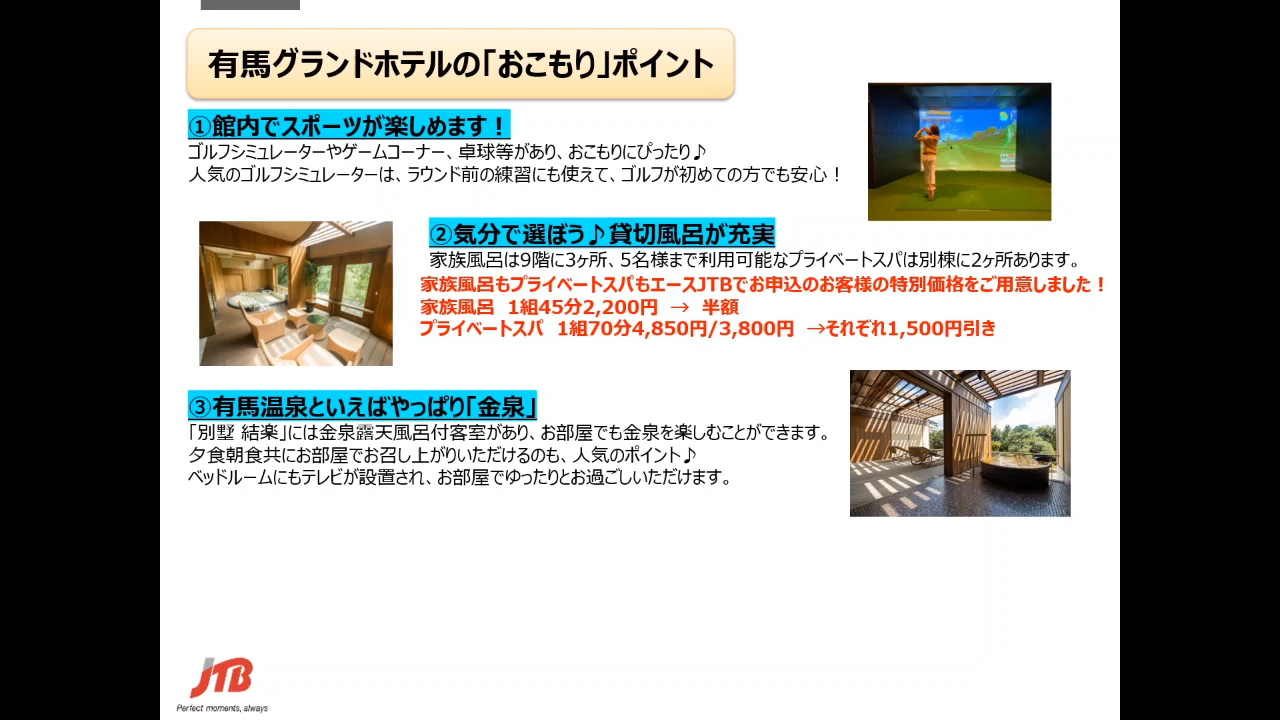 有馬グランドホテルの「おこもり」ポイント
①館内でスポーツが楽しめます！
ゴルフシミュレーターやゲームコーナー、卓球等があり、おこもりにぴったり♪
人気のゴルフシミュレーターは、ラウンド前の練習にも使えて、ゴルフが初めての方でも安心！
②気分で選ぼう♪貸切風呂が充実
家族風呂は9階に3ヶ所、5名様まで利用可能なプライベートスパは別棟に2ヶ所あります。
家族風呂もプライベートスパもエースJTBでお申込のお客様の特別価格をご用意しました！
家族風呂 1組45分2,200円 → 半額
プライベートスパ 1組70分4,850円/3,800円 →それぞれ1,500円引き
③有馬温泉といえばやっぱり「金泉」
「別墅 結楽」には金泉露天風呂付客室があり、お部屋でも金泉を楽しむことができます。
夕食朝食共にお部屋でお召し上がりいただけるのも、人気のポイント♪
ベッドルームにもテレビが設置され、お部屋でゆったりとお過ごしいただけます。
JTB
Perfect moments, always